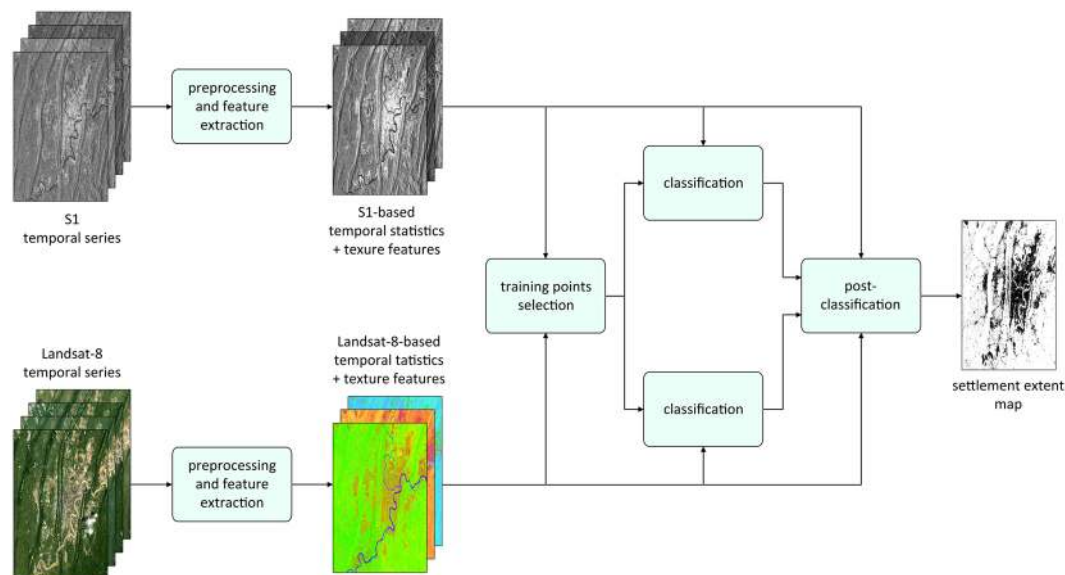 preprocessing
and feature
extraction
S1
temporal series
S1-based
temporal statistics
+ texure features
classification
training points
selection
post-
classification
settlement extent
map
Landsat-8
temporal series
Landsat-8-based
temporal tatistics
+ texture features
classification
preprocessing
and feature
extraction